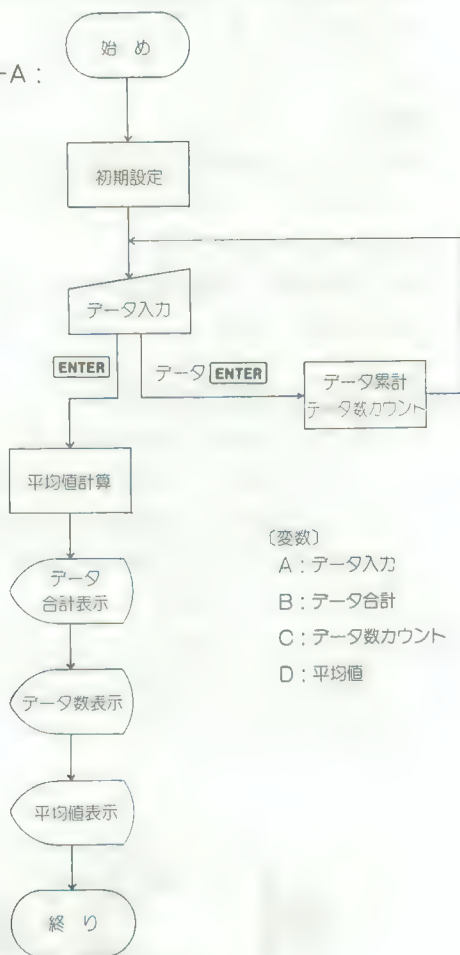 -A:
始　め
初期設定
データ入力
ENTER
データ ENTER
データ累計
データ数カウント
平均値計算
データ
合計表示
データ数表示
平均値表示
終　り
〔変数〕
A：データ入力
B：データ合計
C：データ数カウント
D：平均値